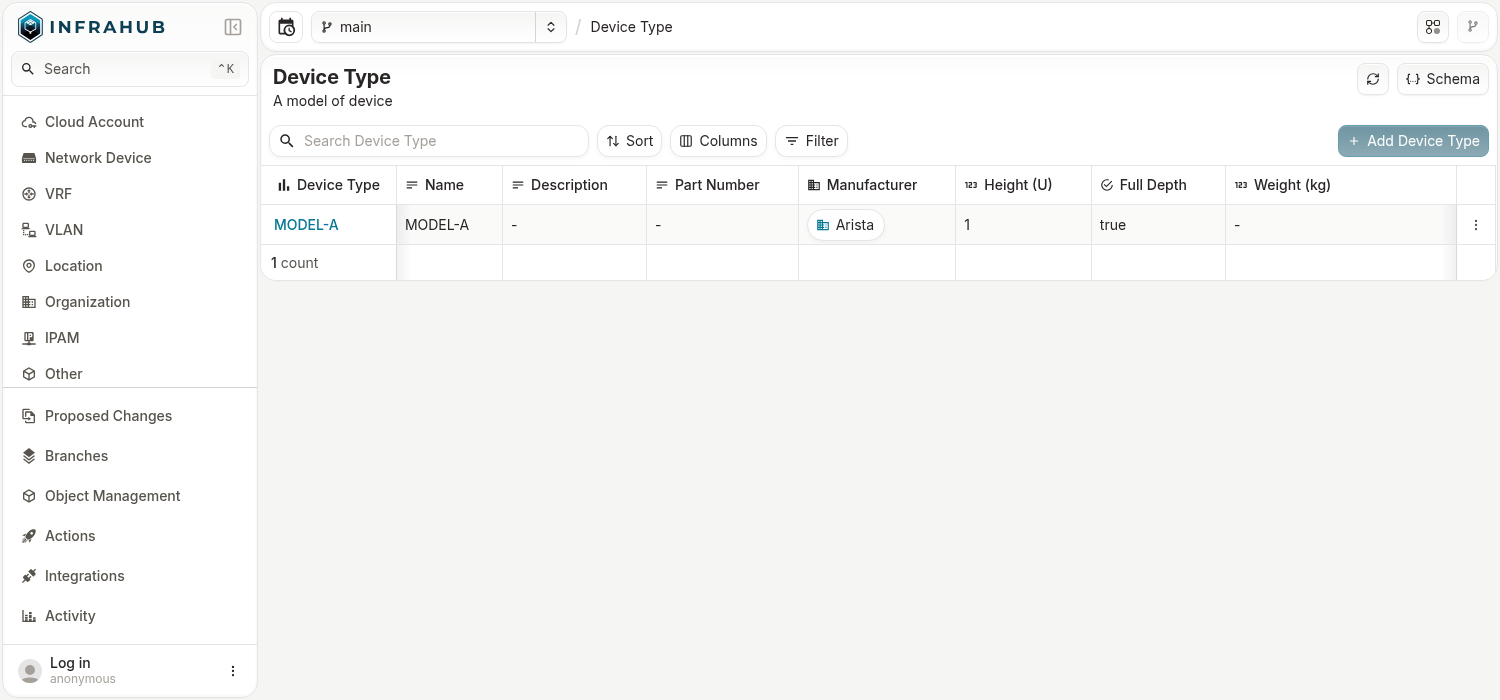 INFRAHUB
Search ⌃K
Cloud Account
Network Device
VRF
VLAN
Location
Organization
IPAM
Other
Proposed Changes
Branches
Object Management
Actions
Integrations
Activity
Log in
anonymous
main / Device Type
Device Type
A model of device
{..} Schema
Search Device Type Sort Columns Filter + Add Device Type
Device Type Name Description Part Number Manufacturer 123 Height (U) Full Depth 123 Weight (kg)
MODEL-A MODEL-A - - Arista 1 true -
1 count